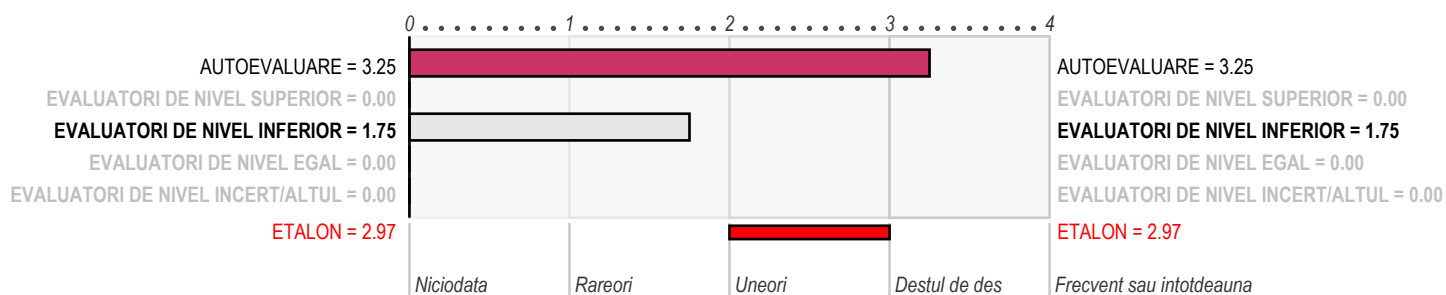 0 1 2 3 4
AUTOEVALUARE = 3.25 AUTOEVALUARE = 3.25
EVALUATORI DE NIVEL SUPERIOR = 0.00 EVALUATORI DE NIVEL SUPERIOR = 0.00
EVALUATORI DE NIVEL INFERIOR = 1.75 EVALUATORI DE NIVEL INFERIOR = 1.75
EVALUATORI DE NIVEL EGAL = 0.00 EVALUATORI DE NIVEL EGAL = 0.00
EVALUATORI DE NIVEL INCERT/ALTUL = 0.00 EVALUATORI DE NIVEL INCERT/ALTUL = 0.00
ETALON = 2.97 ETALON = 2.97
Niciodata Rareori Uneori Destul de des Frecvent sau intotdeauna